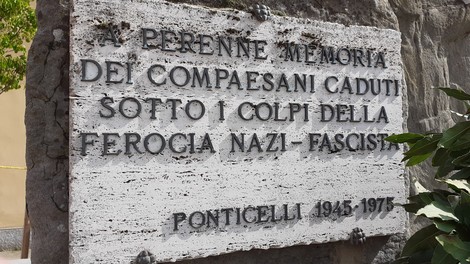 A' PERENNE MEMORIA
DEI COMPAESANI CADUTI
SOTTO I COLPI DELLA
FEROCIA NAZI-FASCISTA
PONTICELLI 1945-1975